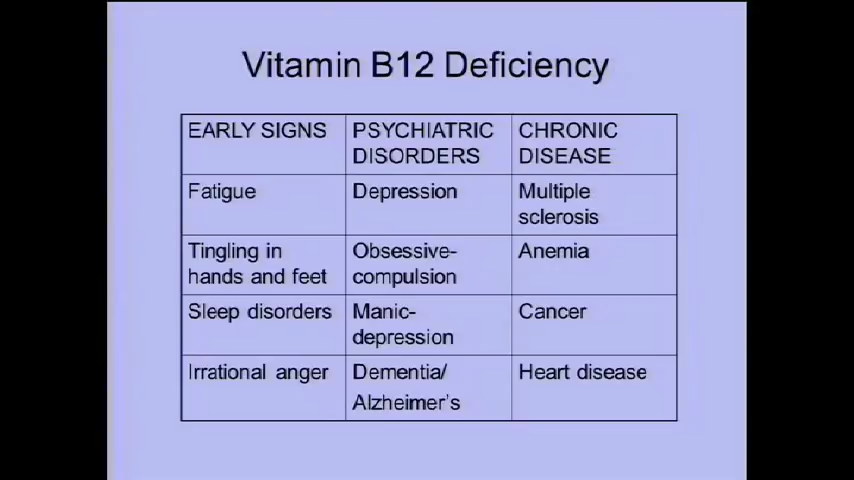 Vitamin B12 Deficiency
EARLY SIGNS
PSYCHIATRIC
DISORDERS
CHRONIC
DISEASE
Fatigue
Depression
Multiple
sclerosis
Tingling in
hands and feet
Obsessive-
compulsion
Anemia
Sleep disorders
Manic-
depression
Cancer
Irrational anger
Dementia/
Alzheimer's
Heart disease